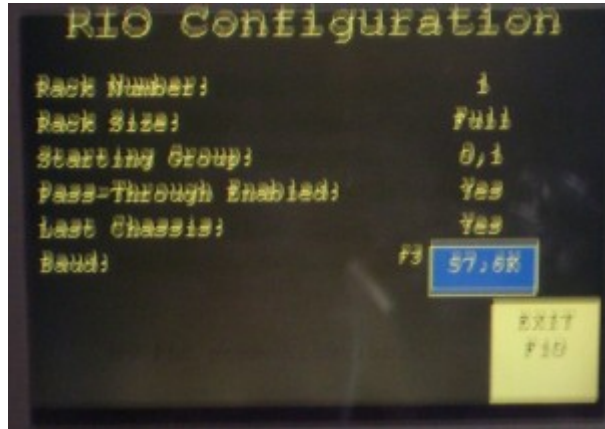 RIO Configuration
Rack Number: 1
Rack Size: Full
Starting Group: 0,1
Pass-Through Enabled: Yes
Last Chassis: Yes
Baud: F3 57.6K
EXIT
F10